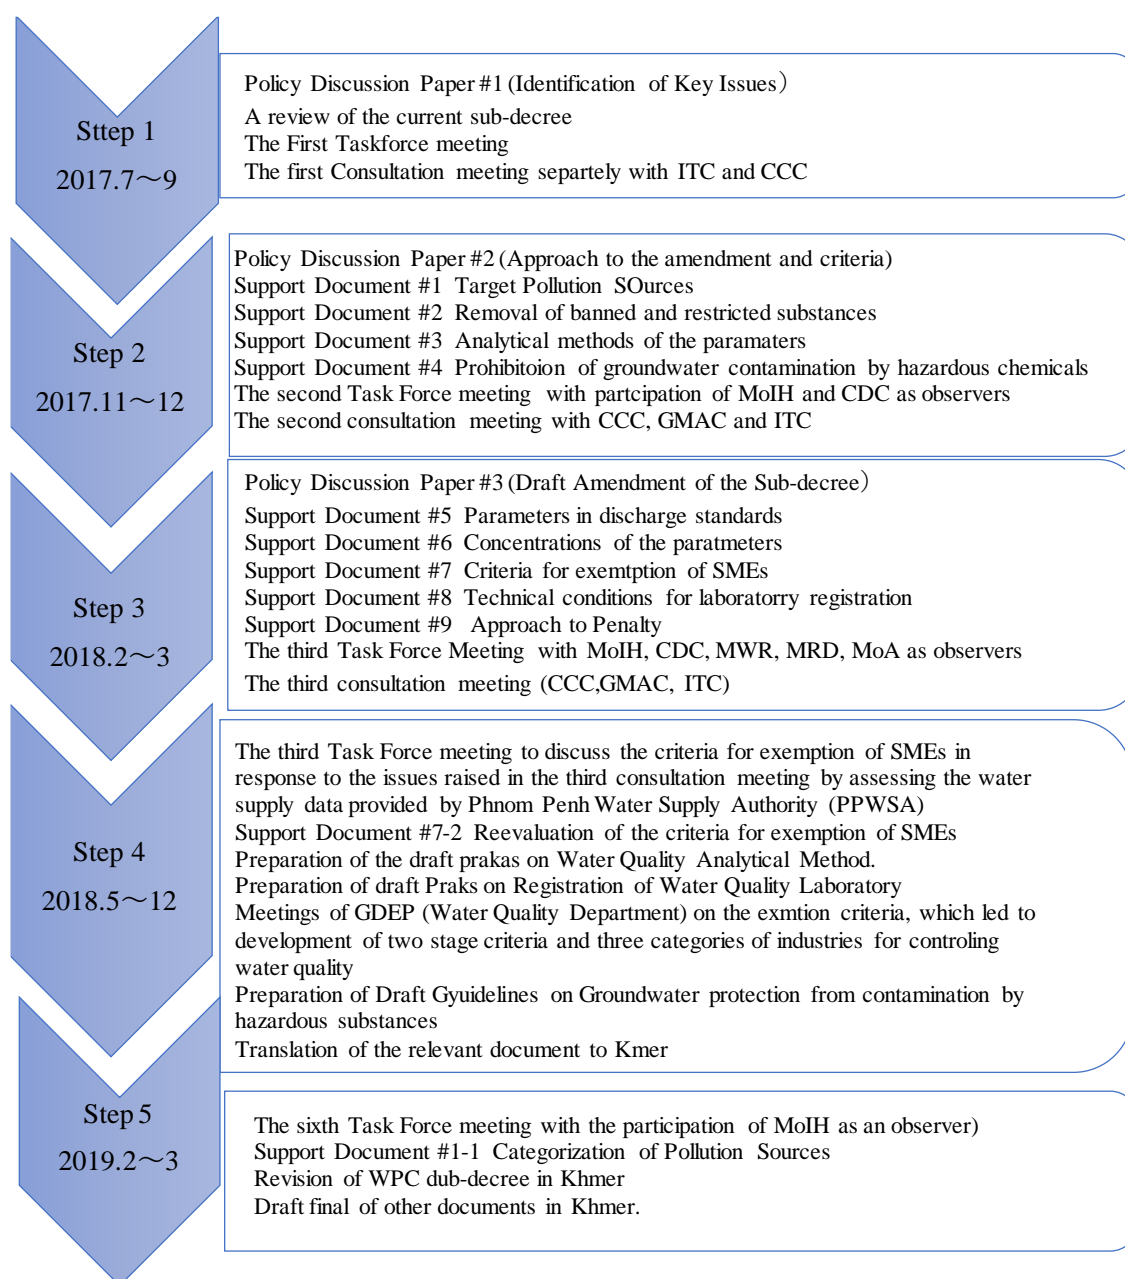 Sttep 1
2017.7～9
Policy Discussion Paper #1 (Identification of Key Issues）
A review of the current sub-decree
The First Taskforce meeting
The first Consultation meeting separtely with ITC and CCC
Step 2
2017.11～12
Policy Discussion Paper #2 (Approach to the amendment and criteria)
Support Document #1 Target Pollution SOurces
Support Document #2 Removal of banned and restricted substances
Support Document #3 Analytical methods of the paramaters
Support Document #4 Prohibitoion of groundwater contamination by hazardous chemicals
The second Task Force meeting with partcipation of MoIH and CDC as observers
The second consultation meeting with CCC, GMAC and ITC
Step 3
2018.2～3
Policy Discussion Paper #3 (Draft Amendment of the Sub-decree）
Support Document #5 Parameters in discharge standards
Support Document #6 Concentrations of the paratmeters
Support Document #7 Criteria for exemtption of SMEs
Support Document #8 Technical conditions for laboratorry registration
Support Document #9 Approach to Penalty
The third Task Force Meeting with MoIH, CDC, MWR, MRD, MoA as observers
The third consultation meeting (CCC,GMAC, ITC)
Step 4
2018.5～12
The third Task Force meeting to discuss the criteria for exemption of SMEs in
response to the issues raised in the third consultation meeting by assessing the water
supply data provided by Phnom Penh Water Supply Authority (PPWSA)
Support Document #7-2 Reevaluation of the criteria for exemption of SMEs
Preparation of the draft prakas on Water Quality Analytical Method.
Preparation of draft Praks on Registration of Water Quality Laboratory
Meetings of GDEP (Water Quality Department) on the exmtion criteria, which led to
development of two stage criteria and three categories of industries for controling
water quality
Preparation of Draft Gyuidelines on Groundwater protection from contamination by
hazardous substances
Translation of the relevant document to Kmer
Step 5
2019.2～3
The sixth Task Force meeting with the participation of MoIH as an observer)
Support Document #1-1 Categorization of Pollution Sources
Revision of WPC dub-decree in Khmer
Draft final of other documents in Khmer.